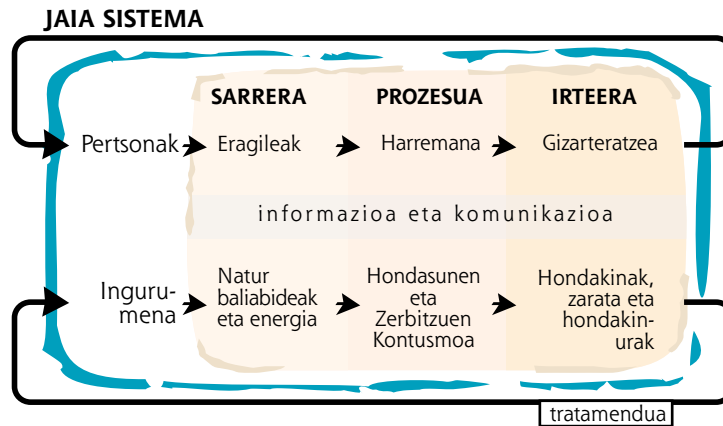 JAIA SISTEMA
SARRERA PROZESUA IRTEERA
Pertsonak Eragileak Harremana Gizarteratzea
informazioa eta komunikazioa
Inguru-
mena
Natur
baliabideak
eta energia
Hondasunen
eta
Zerbitzuen
Kontusmoa
Hondakinak,
zarata eta
hondakin-
urak
tratamendua